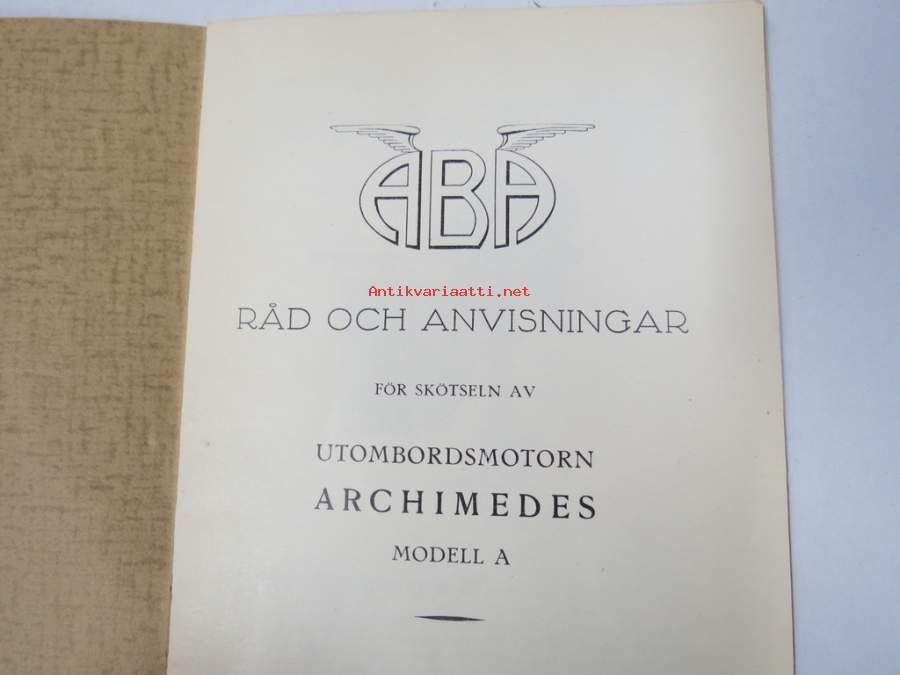 ABA
Antikvariaatti.net
RÅD OCH ANVISNINGAR
FÖR SKÖTSELN AV
UTOMBORDSMOTORN
ARCHIMEDES
MODELL A